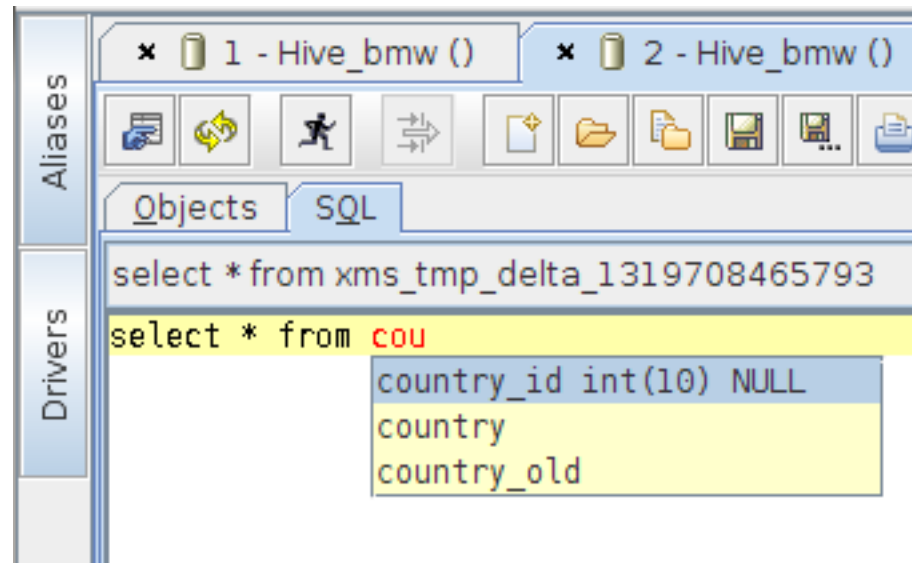 Aliases
Drivers
1 - Hive_bmw ()
2 - Hive_bmw ()
Objects
SQL
select * from xms_tmp_delta_1319708465793
select * from cou
country_id int(10) NULL
country
country_old